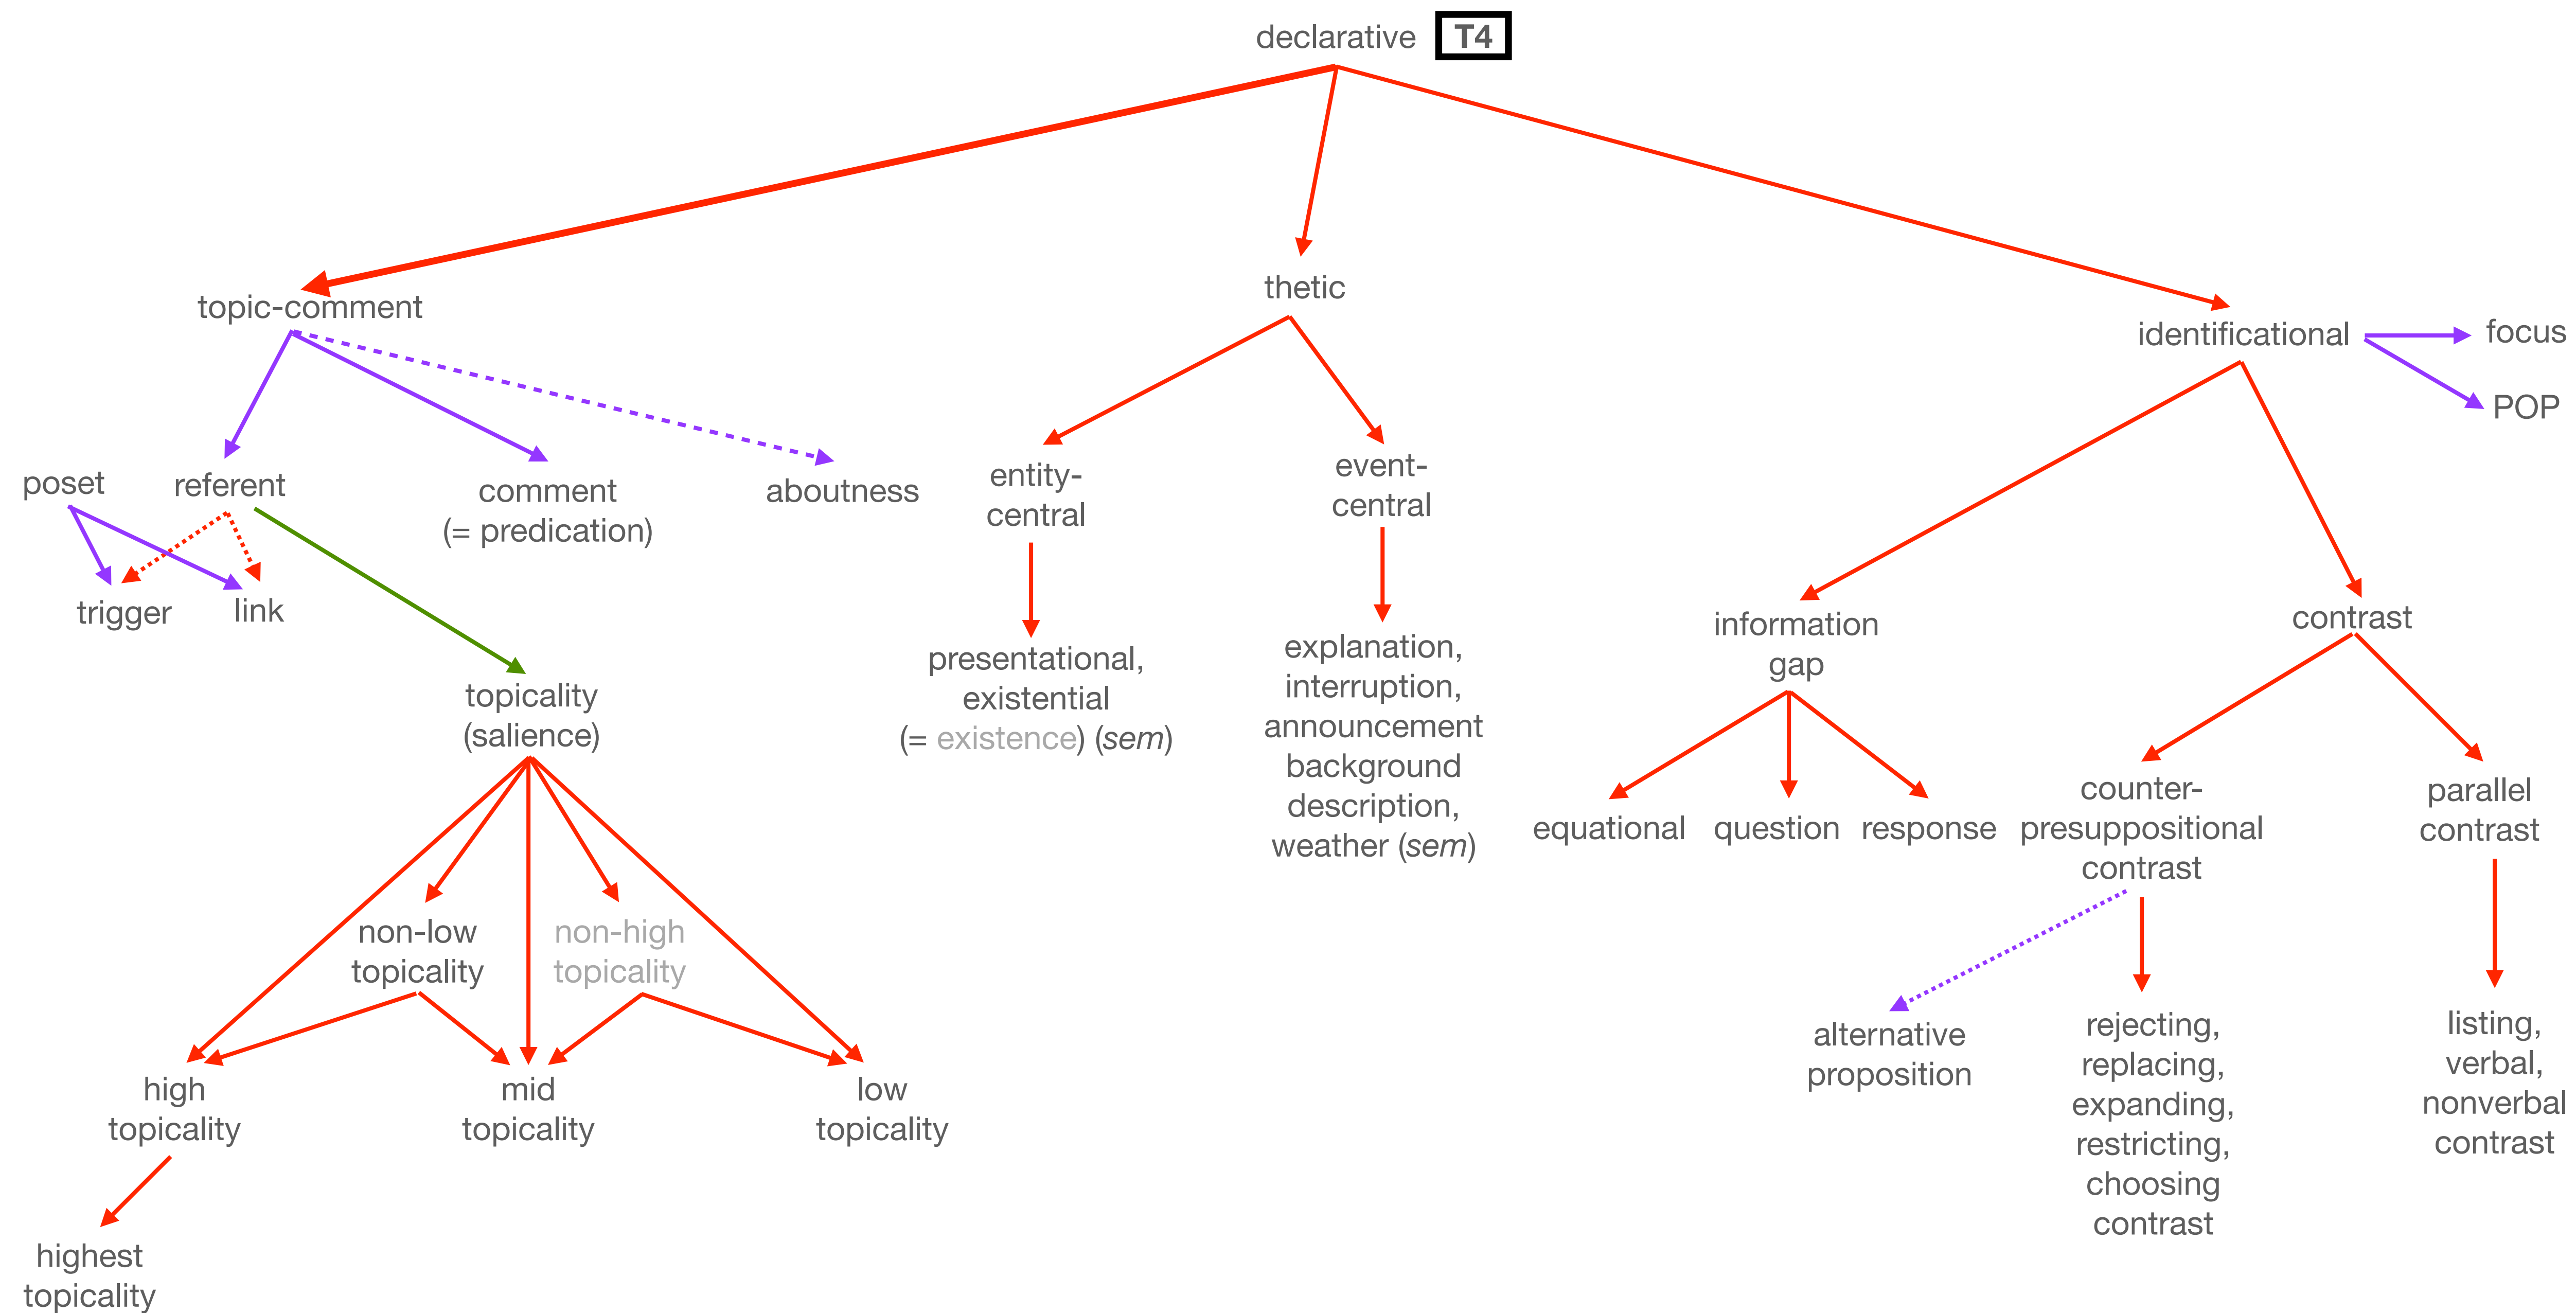 declarative T4
topic-comment
thetic
identificational
focus
POP
poset
referent
comment
(= predication)
aboutness
entity-
central
event-
central
trigger
link
topicality
(salience)
presentational,
existential
(= existence) (sem)
explanation,
interruption,
announcement
background
description,
weather (sem)
information
gap
contrast
equational
question
response
counter-
presuppositional
contrast
parallel
contrast
non-low
topicality
non-high
topicality
high
topicality
mid
topicality
low
topicality
highest
topicality
alternative
proposition
rejecting,
replacing,
expanding,
restricting,
choosing
contrast
listing,
verbal,
nonverbal
contrast